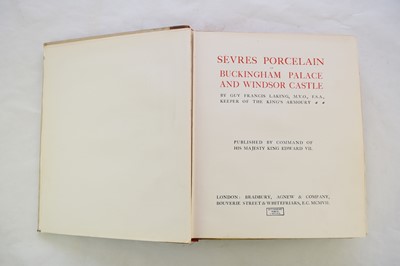 SEVRES PORCELAIN
OF
BUCKINGHAM PALACE
AND WINDSOR CASTLE
BY GUY FRANCIS LAKING, M.V.O., F.S.A.,
KEEPER OF THE KING'S ARMOURY
PUBLISHED BY COMMAND OF
HIS MAJESTY KING EDWARD VII.
LONDON: BRADBURY, AGNEW & COMPANY,
BOUVERIE STREET & WHITEFRIARS, E.C. MCMVII.